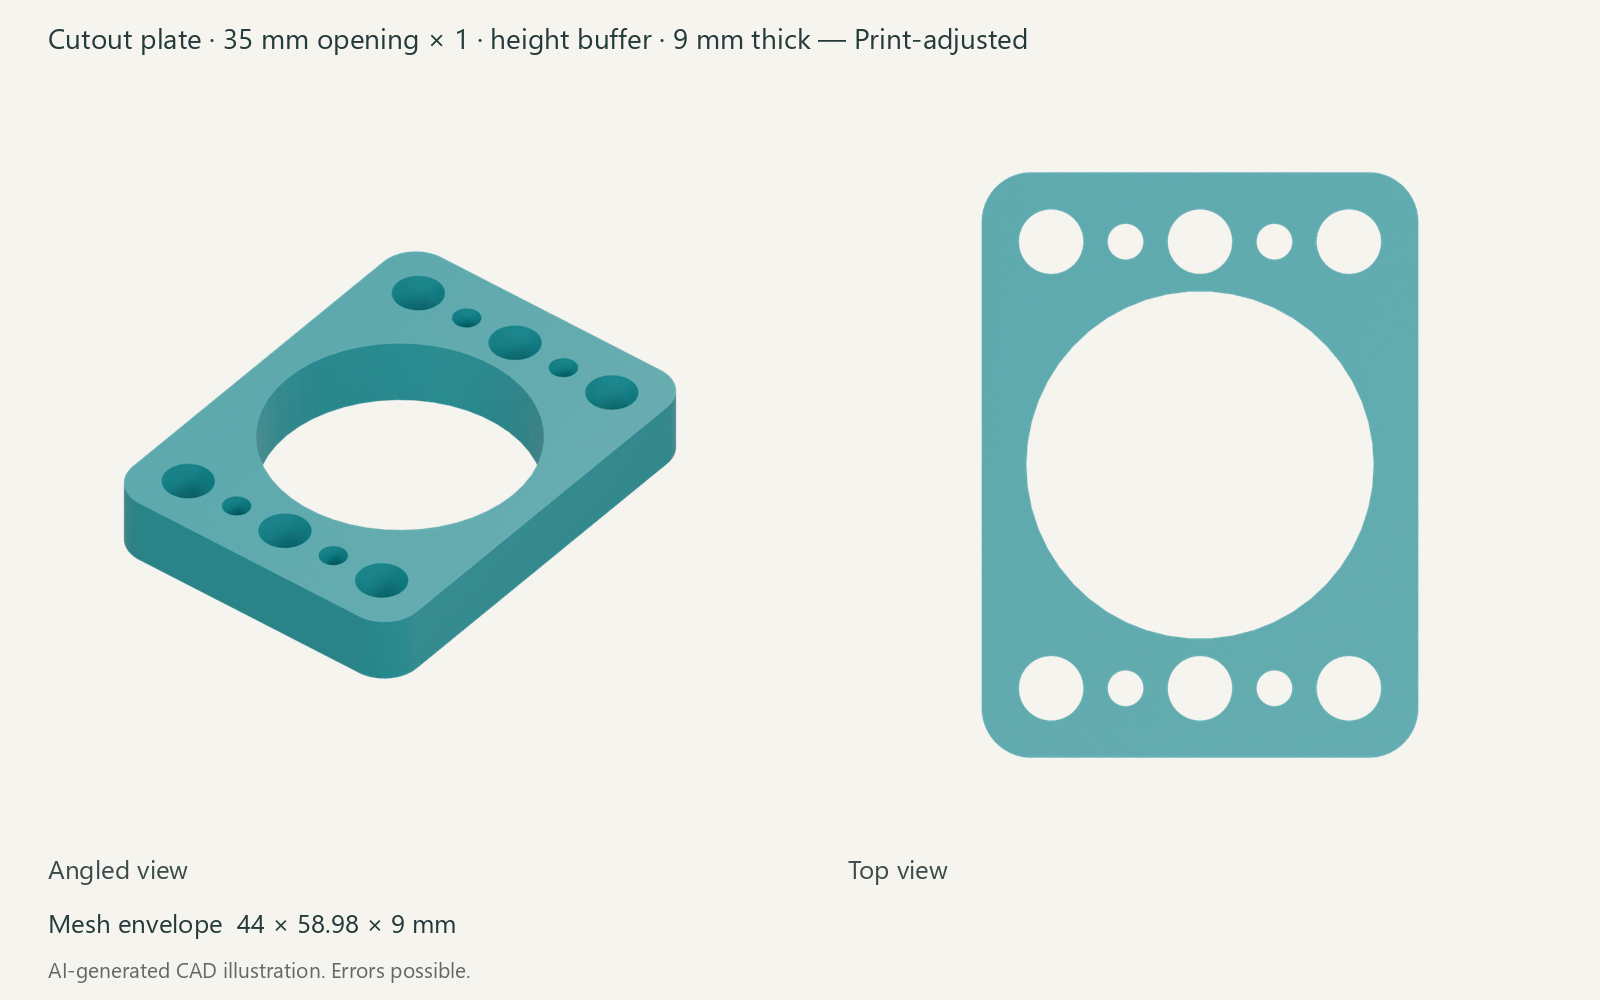 Cutout plate · 35 mm opening × 1 · height buffer · 9 mm thick — Print-adjusted
Angled view
Top view
Mesh envelope  44 × 58.98 × 9 mm
AI-generated CAD illustration. Errors possible.